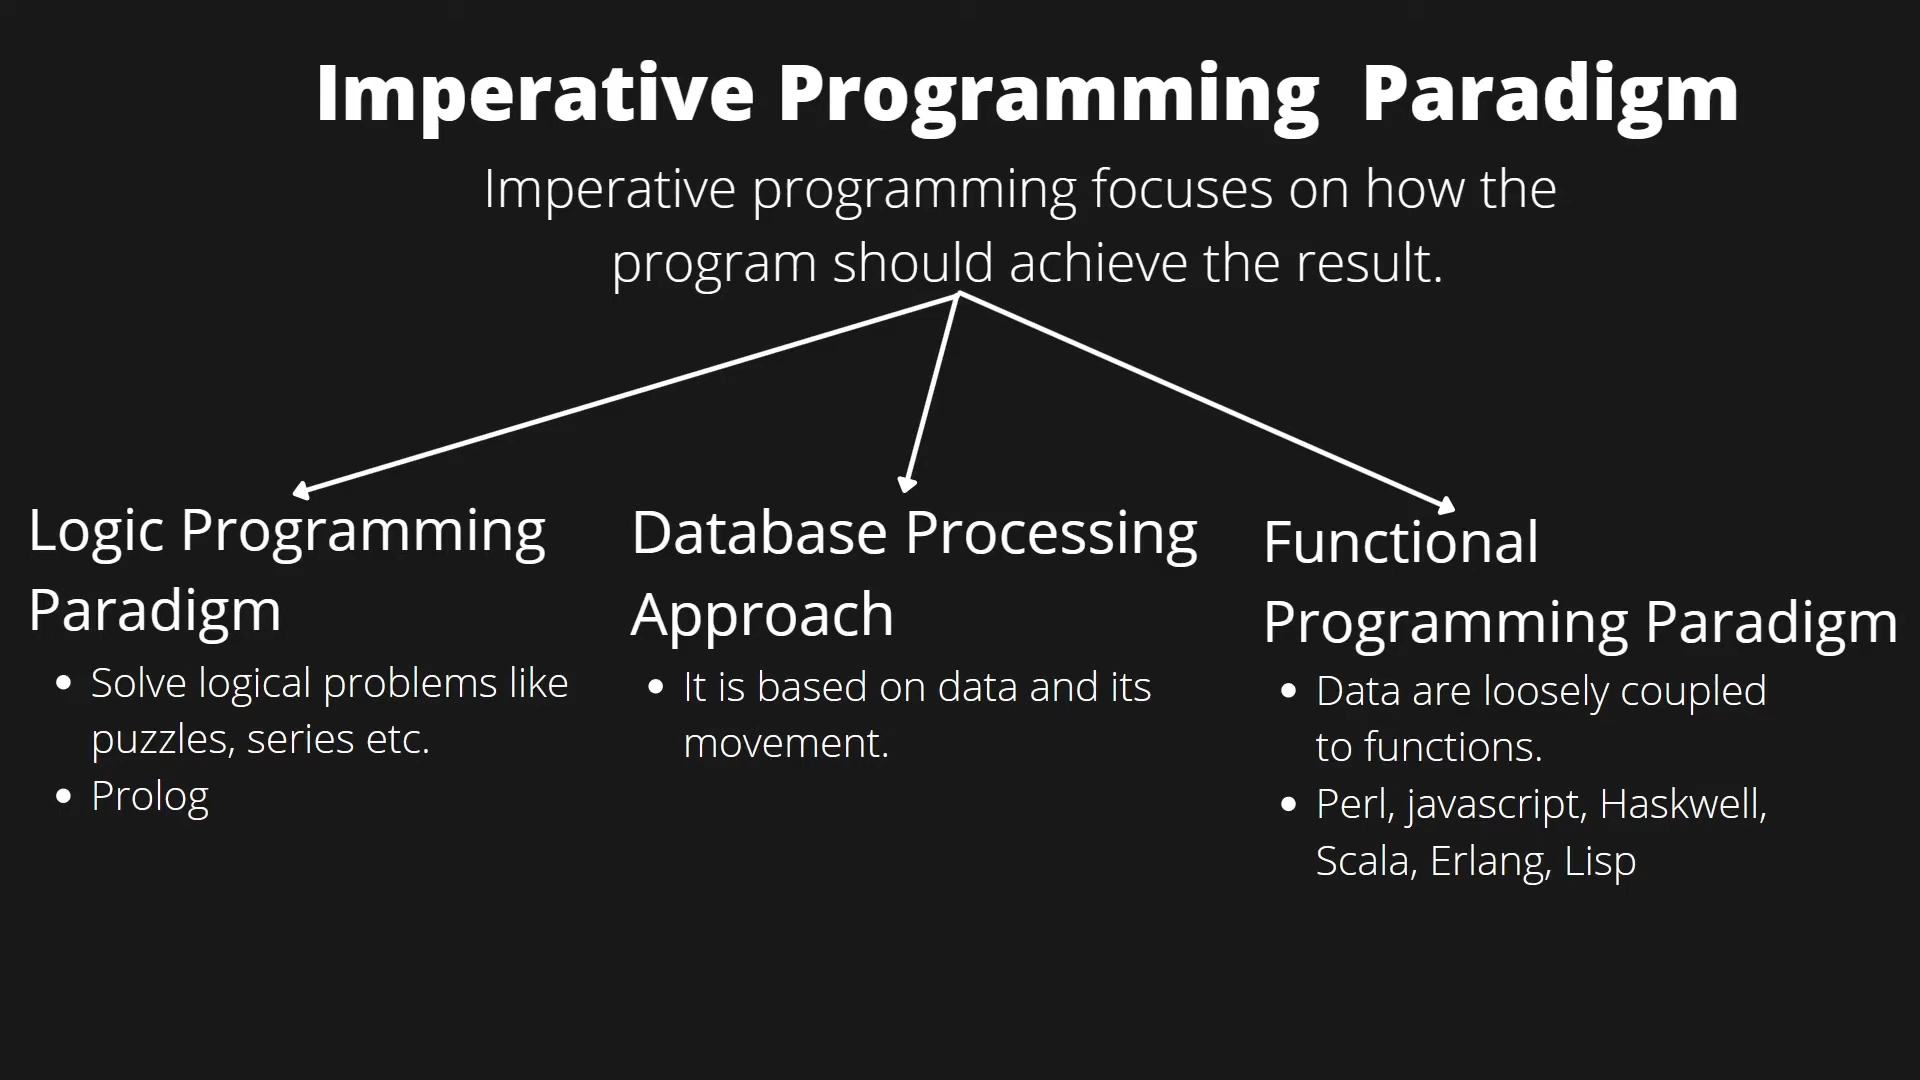 Imperative Programming Paradigm
Imperative programming focuses on how the
program should achieve the result.
Logic Programming
Paradigm
• Solve logical problems like
puzzles, series etc.
• Prolog
Database Processing
Approach
• It is based on data and its
movement.
Functional
Programming Paradigm
• Data are loosely coupled
to functions.
• Perl, javascript, Haskwell,
Scala, Erlang, Lisp